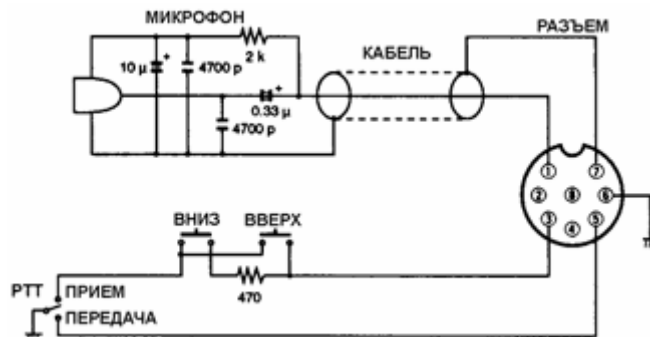 МИКРОФОН
РАЗЪЕМ
2 k
КАБЕЛЬ
10 µ
+
4700 p
+
0.33 µ
4700 p
1
7
2
8
6
3
5
4
ВНИЗ
ВВЕРХ
470
PTT
ПРИЕМ
ПЕРЕДАЧА